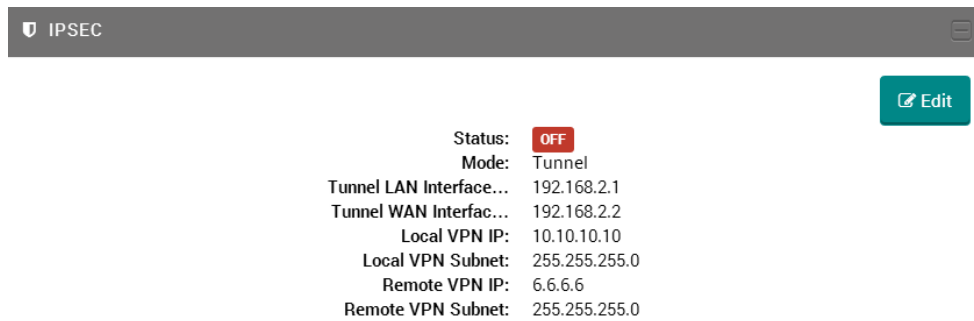 IPSEC
Edit
Status: OFF
Mode: Tunnel
Tunnel LAN Interface... 192.168.2.1
Tunnel WAN Interfac... 192.168.2.2
Local VPN IP: 10.10.10.10
Local VPN Subnet: 255.255.255.0
Remote VPN IP: 6.6.6.6
Remote VPN Subnet: 255.255.255.0